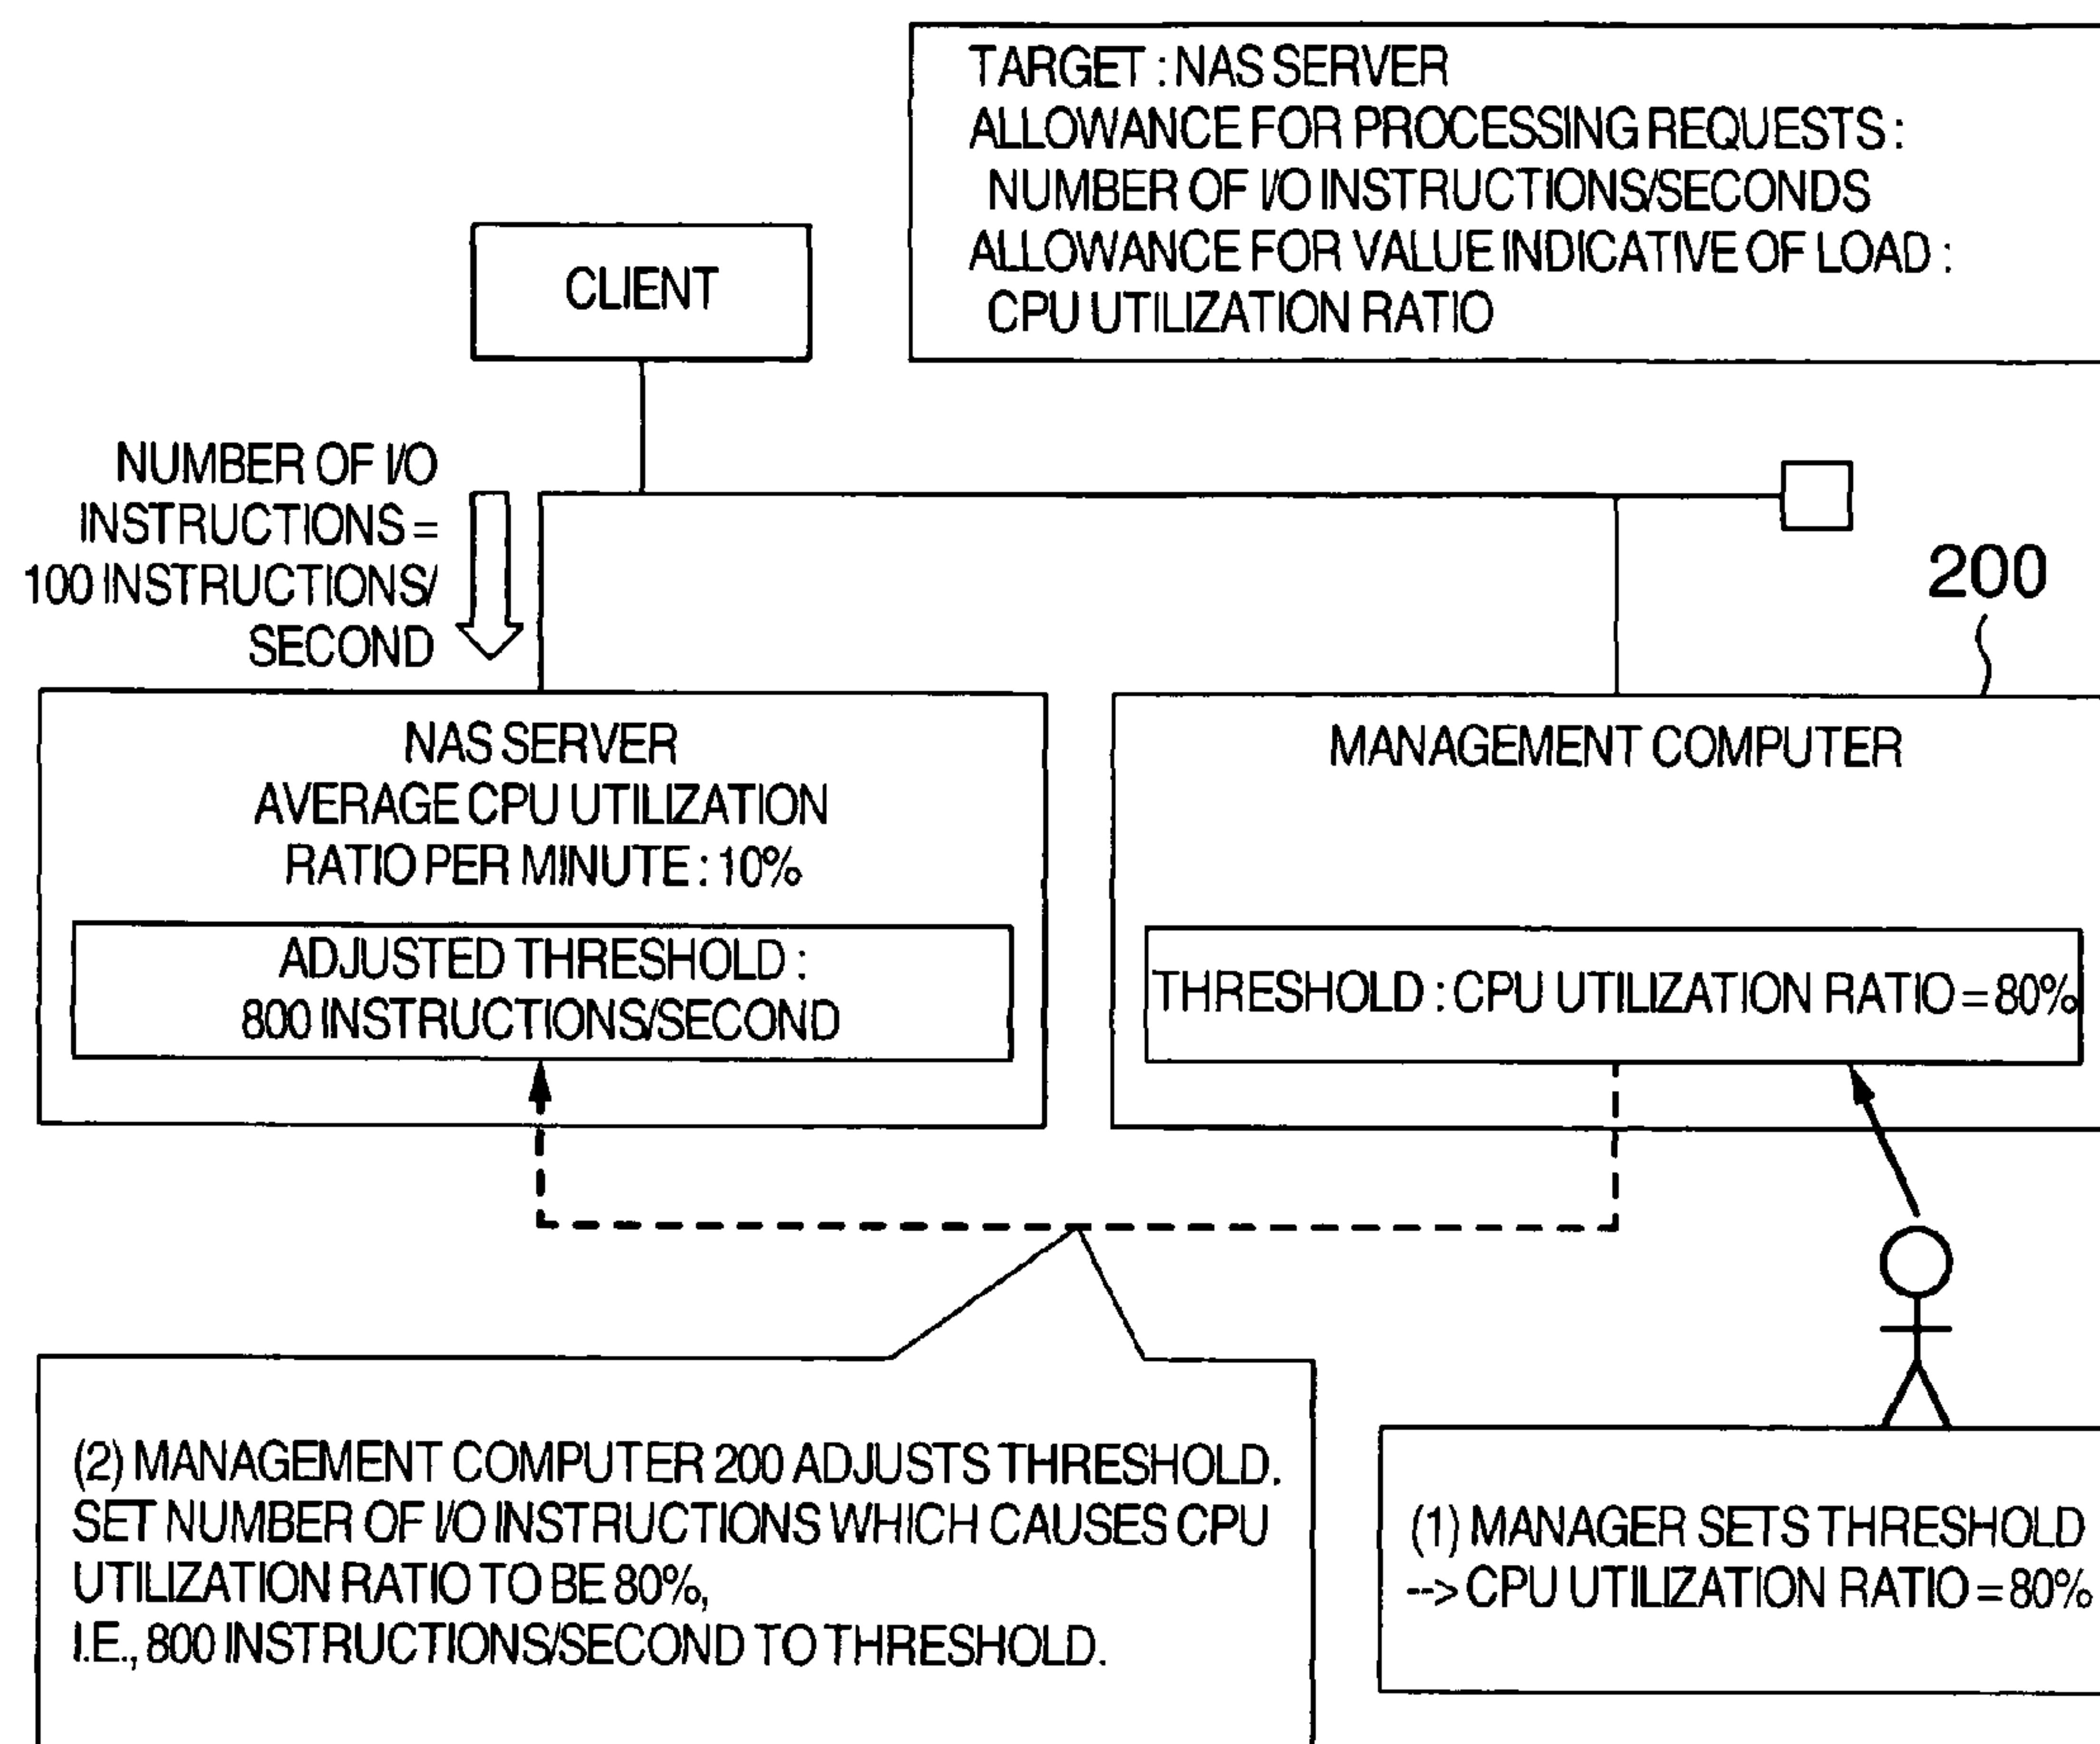 TARGET : NAS SERVER
ALLOWANCE FOR PROCESSING REQUESTS :
NUMBER OF I/O INSTRUCTIONS/SECONDS
ALLOWANCE FOR VALUE INDICATIVE OF LOAD :
CPU UTILIZATION RATIO
CLIENT
NUMBER OF I/O
INSTRUCTIONS =
100 INSTRUCTIONS/
SECOND
200
NAS SERVER
AVERAGE CPU UTILIZATION
RATIO PER MINUTE : 10%
ADJUSTED THRESHOLD :
800 INSTRUCTIONS/SECOND
MANAGEMENT COMPUTER
THRESHOLD : CPU UTILIZATION RATIO = 80%
(2) MANAGEMENT COMPUTER 200 ADJUSTS THRESHOLD.
SET NUMBER OF I/O INSTRUCTIONS WHICH CAUSES CPU
UTILIZATION RATIO TO BE 80%,
I.E., 800 INSTRUCTIONS/SECOND TO THRESHOLD.
(1) MANAGER SETS THRESHOLD
--> CPU UTILIZATION RATIO = 80%